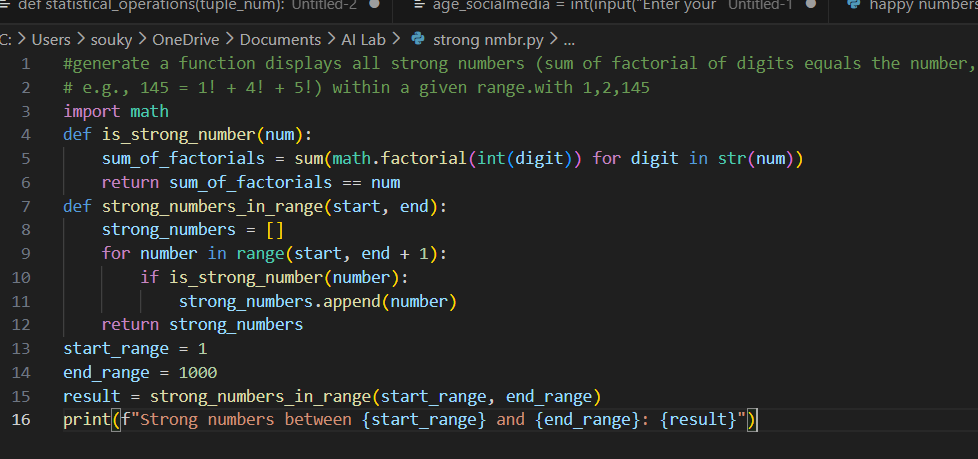 def statistical_operations(tuple_num): Untitled-2 ● age_socialmedia = int(input("Enter your Untitled-1 ● happy numbers
C: > Users > souky > OneDrive > Documents > AI Lab > strong nmbr.py > ...
1 #generate a function displays all strong numbers (sum of factorial of digits equals the number,
2 # e.g., 145 = 1! + 4! + 5!) within a given range.with 1,2,145
3 import math
4 def is_strong_number(num):
5     sum_of_factorials = sum(math.factorial(int(digit)) for digit in str(num))
6     return sum_of_factorials == num
7 def strong_numbers_in_range(start, end):
8     strong_numbers = []
9     for number in range(start, end + 1):
10         if is_strong_number(number):
11             strong_numbers.append(number)
12     return strong_numbers
13 start_range = 1
14 end_range = 1000
15 result = strong_numbers_in_range(start_range, end_range)
16 print(f"Strong numbers between {start_range} and {end_range}: {result}")